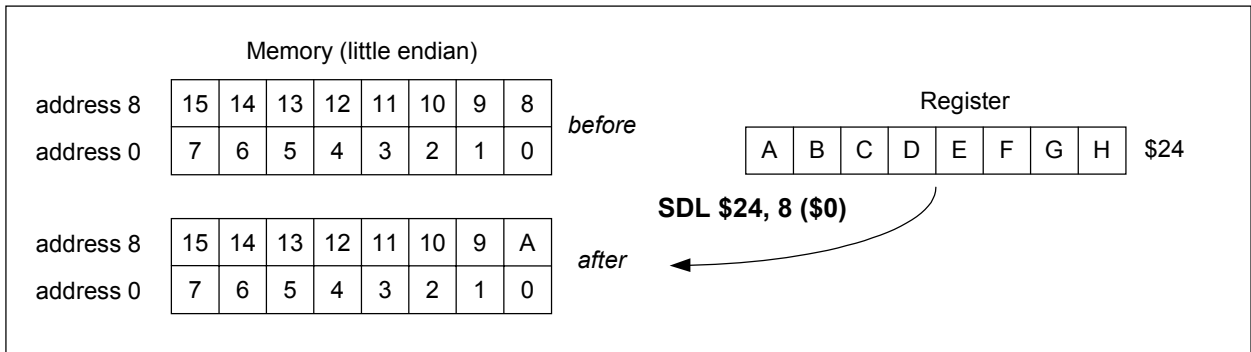 Memory (little endian)
address 8 15 14 13 12 11 10 9 8
address 0 7 6 5 4 3 2 1 0
before
Register
A B C D E F G H $24
SDL $24, 8 ($0)
address 8 15 14 13 12 11 10 9 A
address 0 7 6 5 4 3 2 1 0
after